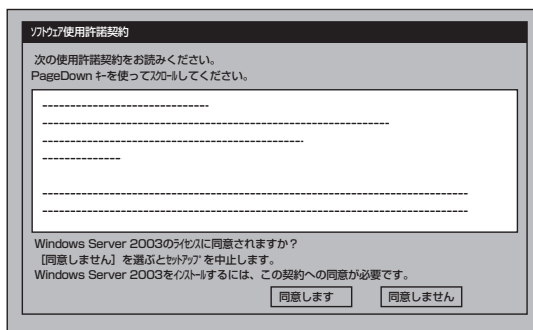 ソフトウェア使用許諾契約
次の使用許諾契約をお読みください。
PageDown キーを使ってスクロールしてください。
Windows Server 2003のライセンスに同意されますか？
［同意しません］を選ぶとセットアップを中止します。
Windows Server 2003をインストールするには、この契約への同意が必要です。
同意します　同意しません